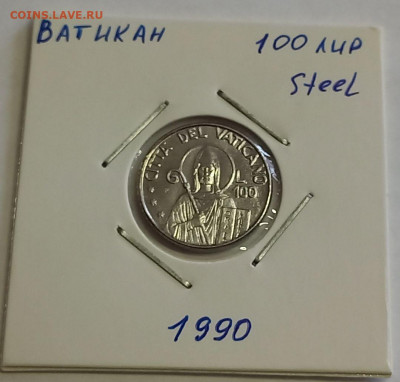 COINS.LAVE.RU
ВАТИКАН
100 лир
Steel
CITTA' DEL VATICANO
100
1990